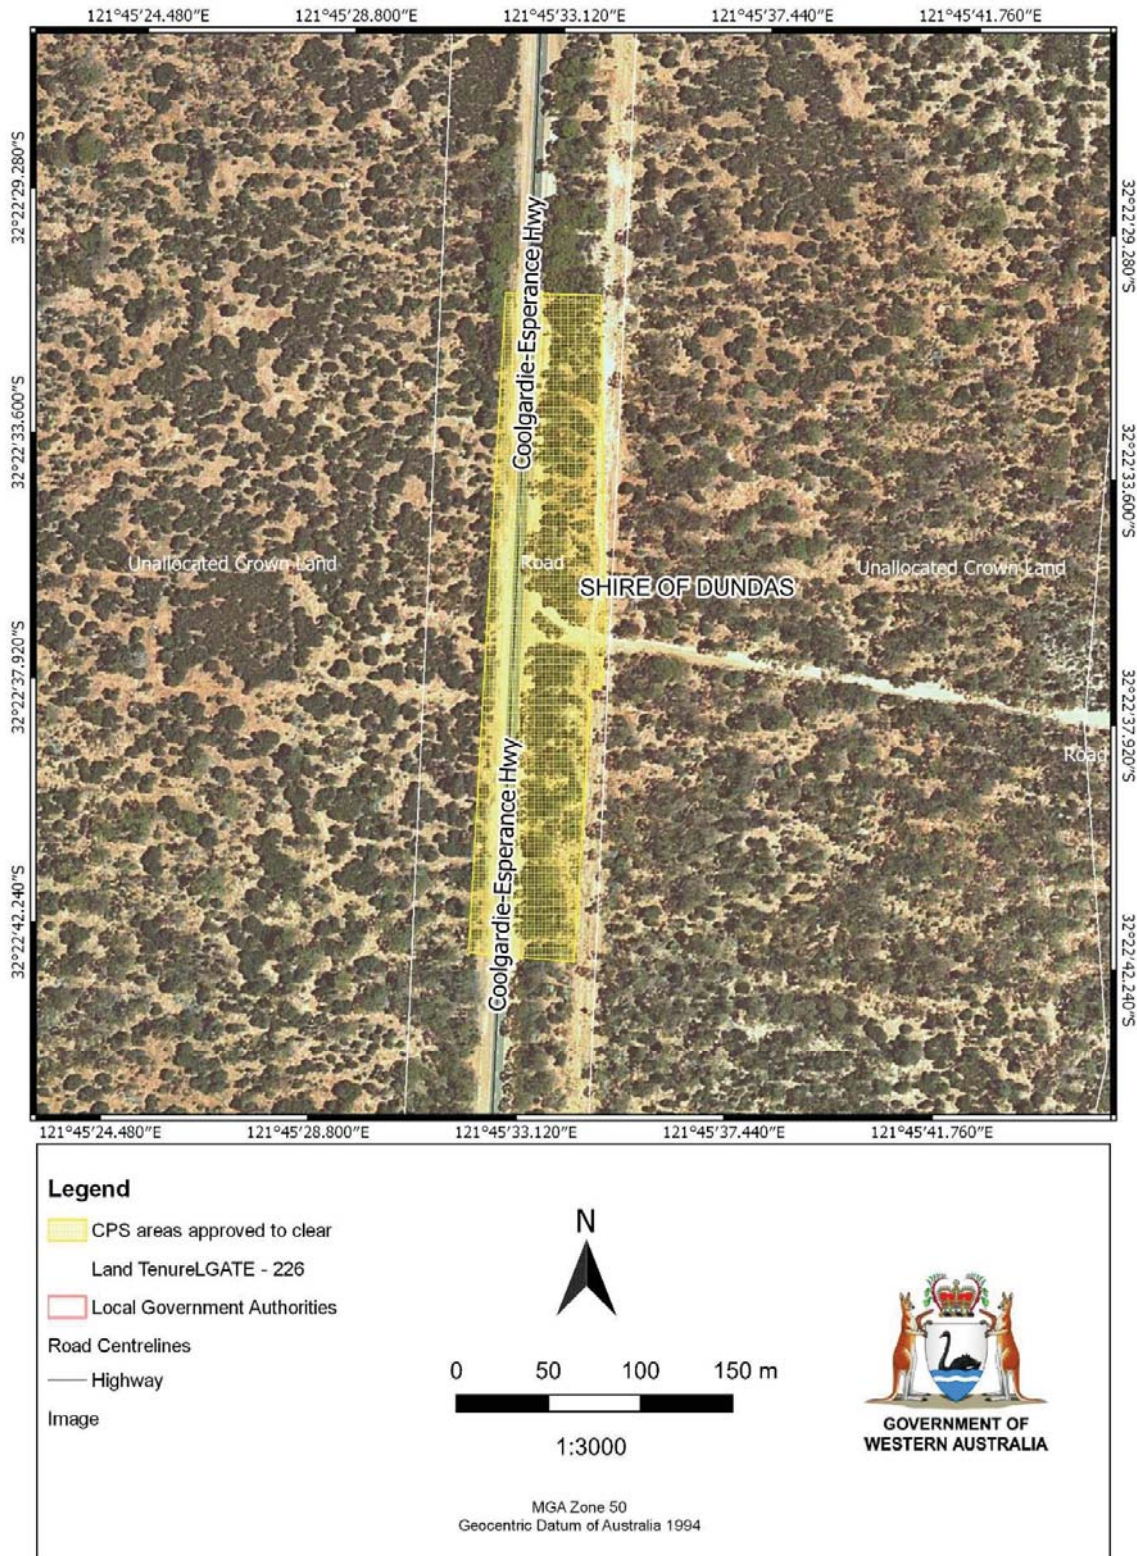 121°45′24.480″E 121°45′28.800″E 121°45′33.120″E 121°45′37.440″E 121°45′41.760″E
32°22′29.280″S
32°22′29.280″S
Coolgardie-Esperance Hwy
32°22′33.600″S
32°22′33.600″S
Unallocated Crown Land
Road
Unallocated Crown Land
SHIRE OF DUNDAS
32°22′37.920″S
32°22′37.920″S
Road
Coolgardie-Esperance Hwy
32°22′42.240″S
32°22′42.240″S
121°45′24.480″E 121°45′28.800″E 121°45′33.120″E 121°45′37.440″E 121°45′41.760″E
Legend
CPS areas approved to clear
Land TenureLGATE - 226
Local Government Authorities
Road Centrelines
Highway
Image
N
0 50 100 150 m
1:3000
MGA Zone 50
Geocentric Datum of Australia 1994
GOVERNMENT OF
WESTERN AUSTRALIA